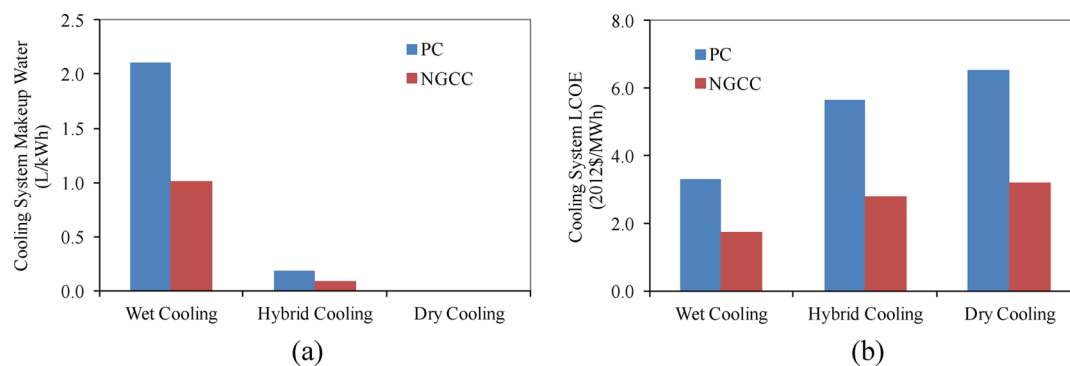 Cooling System Makeup Water
(L/kWh)
2.5
2.0
1.5
1.0
0.5
0.0
PC
NGCC
Wet Cooling
Hybrid Cooling
Dry Cooling
(a)
Cooling System LCOE
(2012$/MWh)
8.0
6.0
4.0
2.0
0.0
PC
NGCC
Wet Cooling
Hybrid Cooling
Dry Cooling
(b)